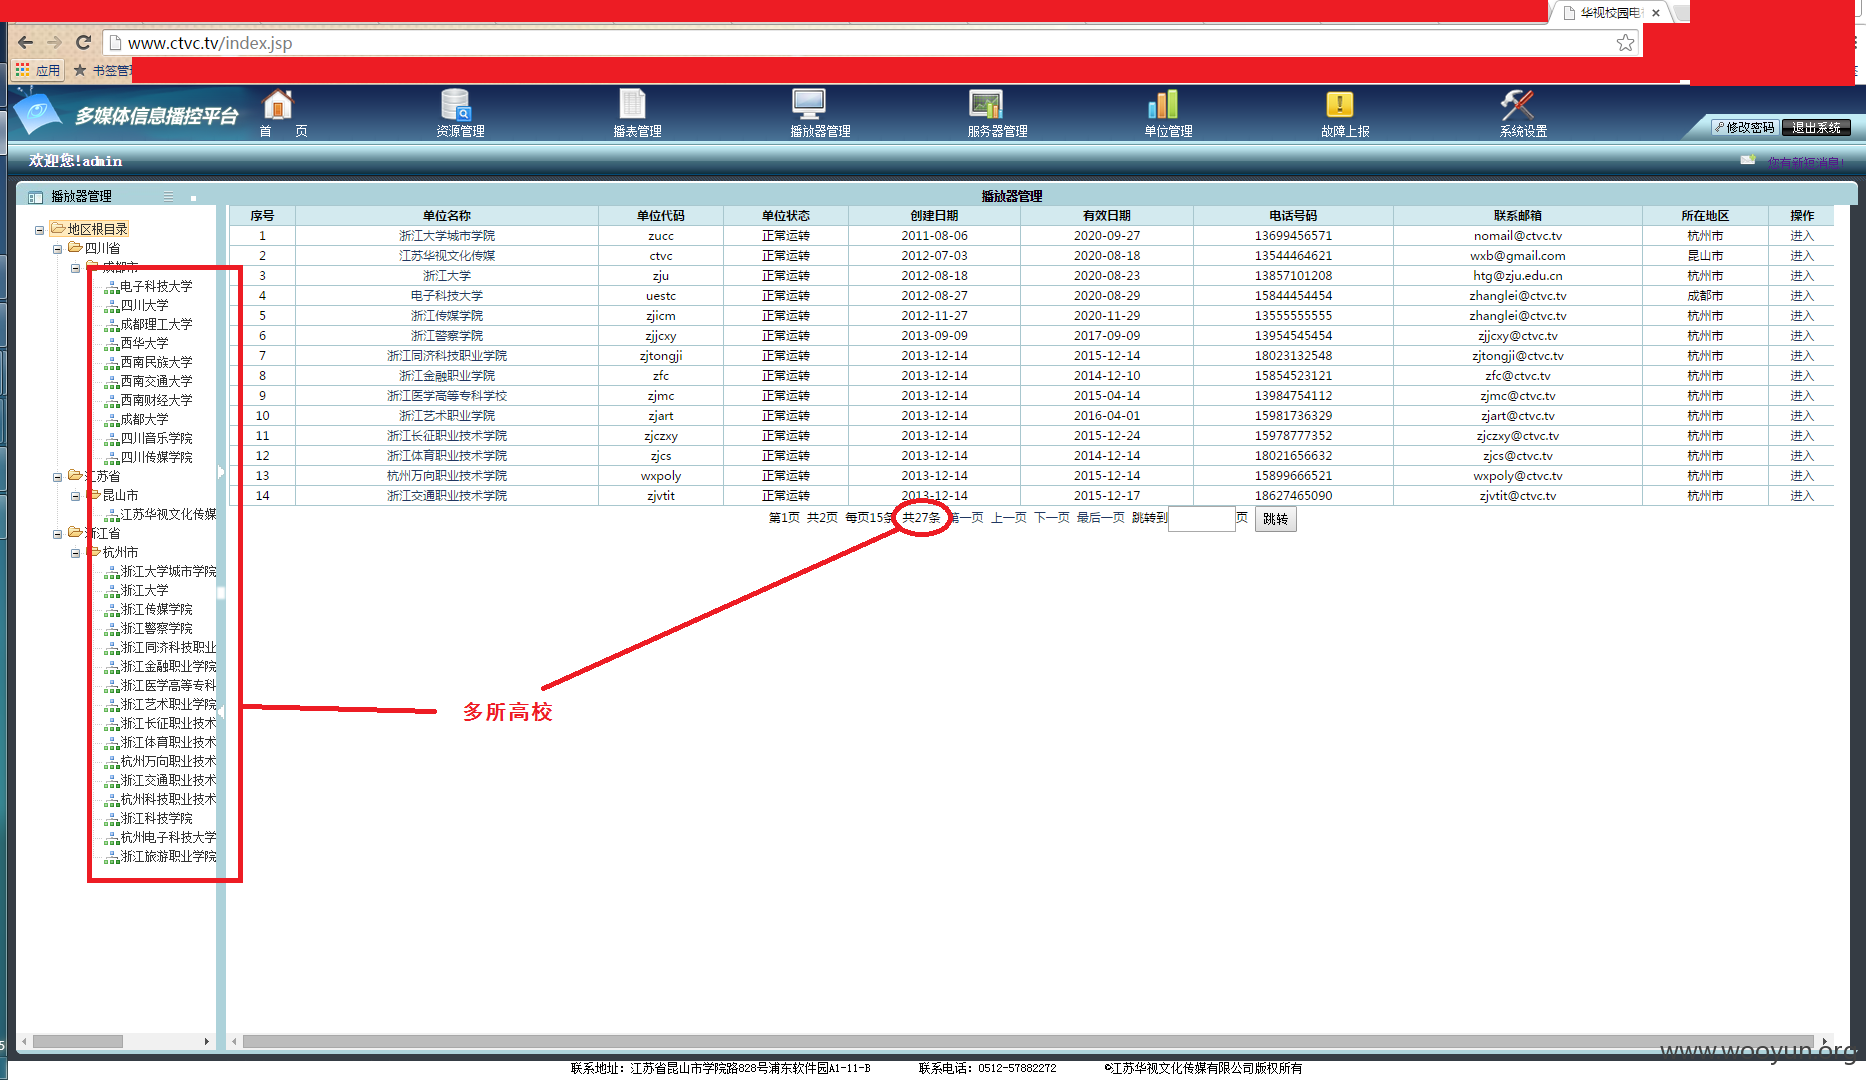 华视校园电
www.ctvc.tv/index.jsp
应用 书签管
多媒体信息播控平台
首 页 资源管理 播表管理 播放器管理 服务器管理 单位管理 故障上报 系统设置
修改密码 退出系统
欢迎您!admin
您有新短消息!
播放器管理
播放器管理
地区根目录
四川省
成都市
电子科技大学
四川大学
成都理工大学
西华大学
西南民族大学
西南交通大学
西南财经大学
成都大学
四川音乐学院
四川传媒学院
江苏省
昆山市
江苏华视文化传媒
浙江省
杭州市
浙江大学城市学院
浙江大学
浙江传媒学院
浙江警察学院
浙江同济科技职业
浙江金融职业学院
浙江医学高等专科
浙江艺术职业学院
浙江长征职业技术
浙江体育职业技术
杭州万向职业技术
浙江交通职业技术
杭州科技职业技术
浙江科技学院
杭州电子科技大学
浙江旅游职业学院
序号 单位名称 单位代码 单位状态 创建日期 有效日期 电话号码 联系邮箱 所在地区 操作
1 浙江大学城市学院 zucc 正常运转 2011-08-06 2020-09-27 13699456571 nomail@ctvc.tv 杭州市 进入
2 江苏华视文化传媒 ctvc 正常运转 2012-07-03 2020-08-18 13544464621 wxb@gmail.com 昆山市 进入
3 浙江大学 zju 正常运转 2012-08-18 2020-08-23 13857101208 htg@zju.edu.cn 杭州市 进入
4 电子科技大学 uestc 正常运转 2012-08-27 2020-08-29 15844454454 zhanglei@ctvc.tv 成都市 进入
5 浙江传媒学院 zjicm 正常运转 2012-11-27 2020-11-29 13555555555 zhanglei@ctvc.tv 杭州市 进入
6 浙江警察学院 zjjcxy 正常运转 2013-09-09 2017-09-09 13954545454 zjjcxy@ctvc.tv 杭州市 进入
7 浙江同济科技职业学院 zjtongji 正常运转 2013-12-14 2015-12-14 18023132548 zjtongji@ctvc.tv 杭州市 进入
8 浙江金融职业学院 zfc 正常运转 2013-12-14 2014-12-10 15854523121 zfc@ctvc.tv 杭州市 进入
9 浙江医学高等专科学校 zjmc 正常运转 2013-12-14 2015-04-14 13984754112 zjmc@ctvc.tv 杭州市 进入
10 浙江艺术职业学院 zjart 正常运转 2013-12-14 2016-04-01 15981736329 zjart@ctvc.tv 杭州市 进入
11 浙江长征职业技术学院 zjczxy 正常运转 2013-12-14 2015-12-24 15978777352 zjczxy@ctvc.tv 杭州市 进入
12 浙江体育职业技术学院 zjcs 正常运转 2013-12-14 2014-12-14 18021656632 zjcs@ctvc.tv 杭州市 进入
13 杭州万向职业技术学院 wxpoly 正常运转 2013-12-14 2015-12-14 15899666521 wxpoly@ctvc.tv 杭州市 进入
14 浙江交通职业技术学院 zjvtit 正常运转 2013-12-14 2015-12-17 18627465090 zjvtit@ctvc.tv 杭州市 进入
第1页 共2页 每页15条 共27条 第一页 上一页 下一页 最后一页 跳转到 页 跳转
多所高校
www.wooyun.org
联系地址：江苏省昆山市学院路828号浦东软件园A1-11-B 联系电话：0512-57882272 ©江苏华视文化传媒有限公司版权所有